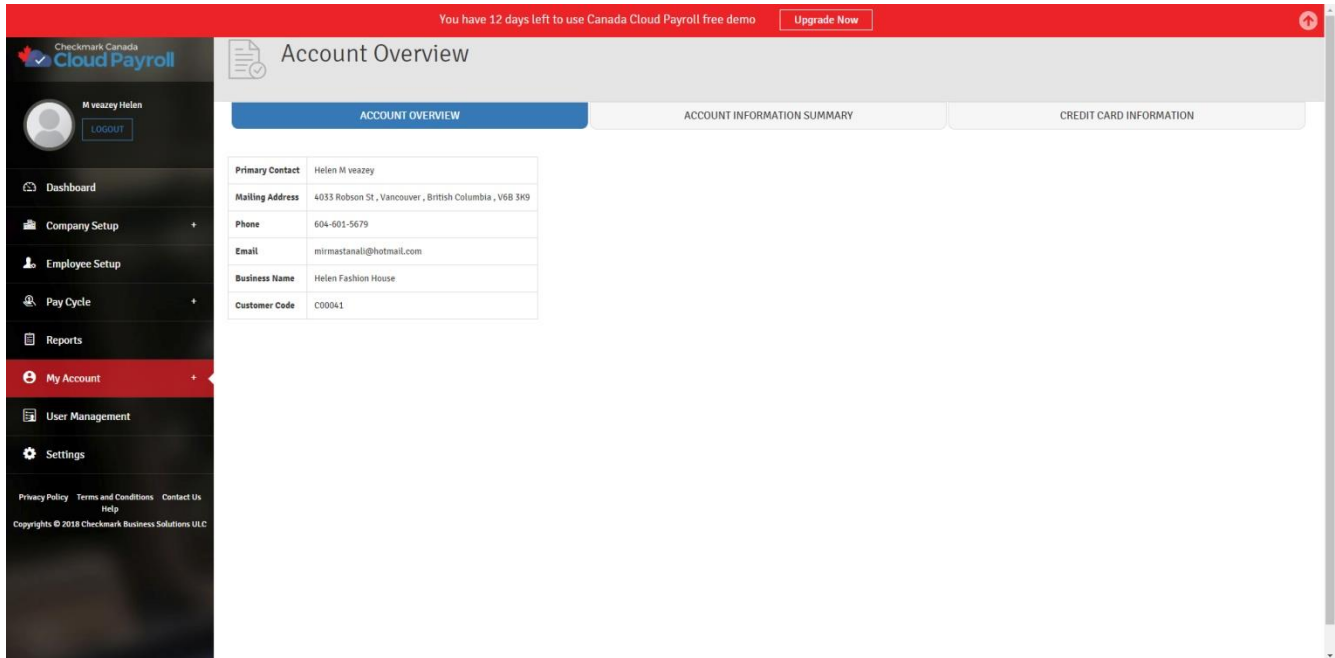 You have 12 days left to use Canada Cloud Payroll free demo Upgrade Now
Checkmark Canada
Cloud Payroll
M veazey Helen
LOGOUT
Dashboard
Company Setup +
Employee Setup
Pay Cycle +
Reports
My Account +
User Management
Settings
Privacy Policy Terms and Conditions Contact Us
Help
Copyrights © 2018 Checkmark Business Solutions ULC
Account Overview
ACCOUNT OVERVIEW ACCOUNT INFORMATION SUMMARY CREDIT CARD INFORMATION
Primary Contact Helen M veazey
Mailing Address 4033 Robson St , Vancouver , British Columbia , V6B 3K9
Phone 604-601-5679
Email mirmastanali@hotmail.com
Business Name Helen Fashion House
Customer Code C00041